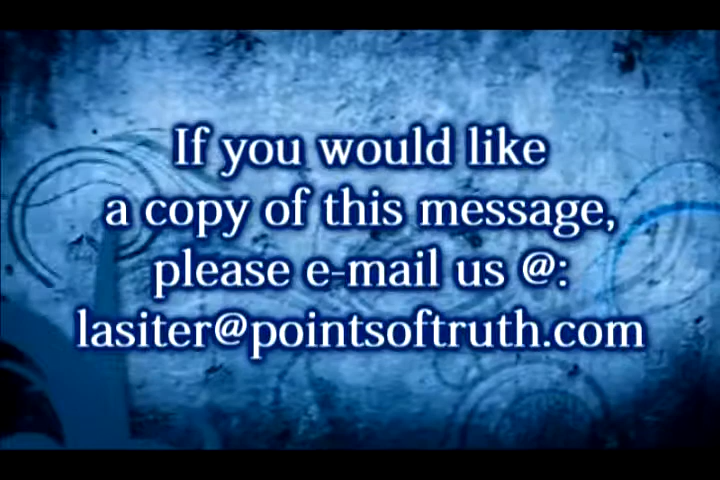 If you would like
a copy of this message,
please e-mail us @:
lasiter@pointsoftruth.com